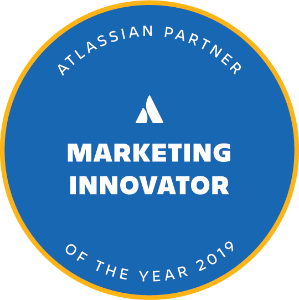 ATLASSIAN PARTNER
MARKETING
INNOVATOR
OF THE YEAR 2019